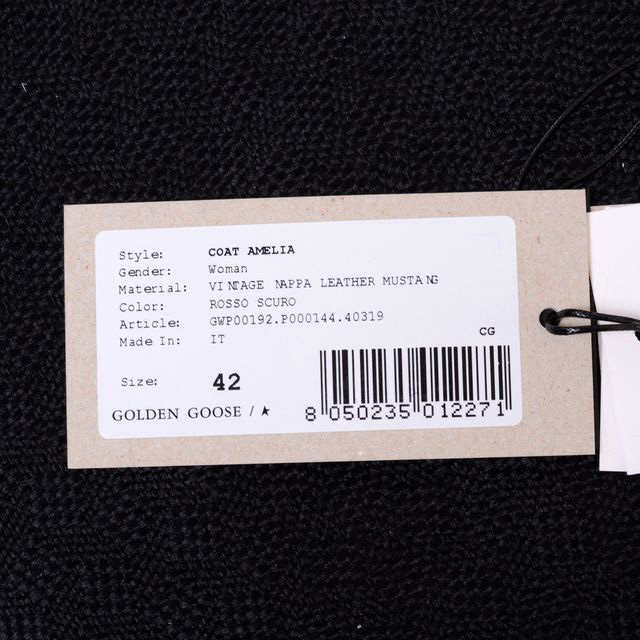 Style: COAT AMELIA
Gender: Woman
Material: VINTAGE NAPPA LEATHER MUSTANG
Color: ROSSO SCURO
Article: GWP00192.P000144.40319
Made In: IT
CG
Size: 42
GOLDEN GOOSE / ★
8 050235 012271